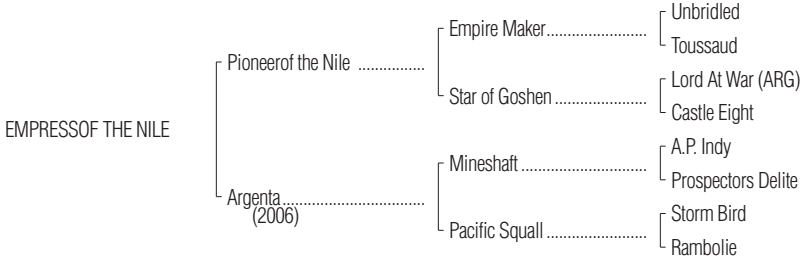 Unbridled
Empire Maker........................
Toussaud
Pioneerof the Nile ................
Lord At War (ARG)
Star of Goshen ......................
Castle Eight
EMPRESSOF THE NILE
A.P. Indy
Mineshaft ..............................
Prospectors Delite
Argenta..................................
(2006)
Storm Bird
Pacific Squall ........................
Rambolie